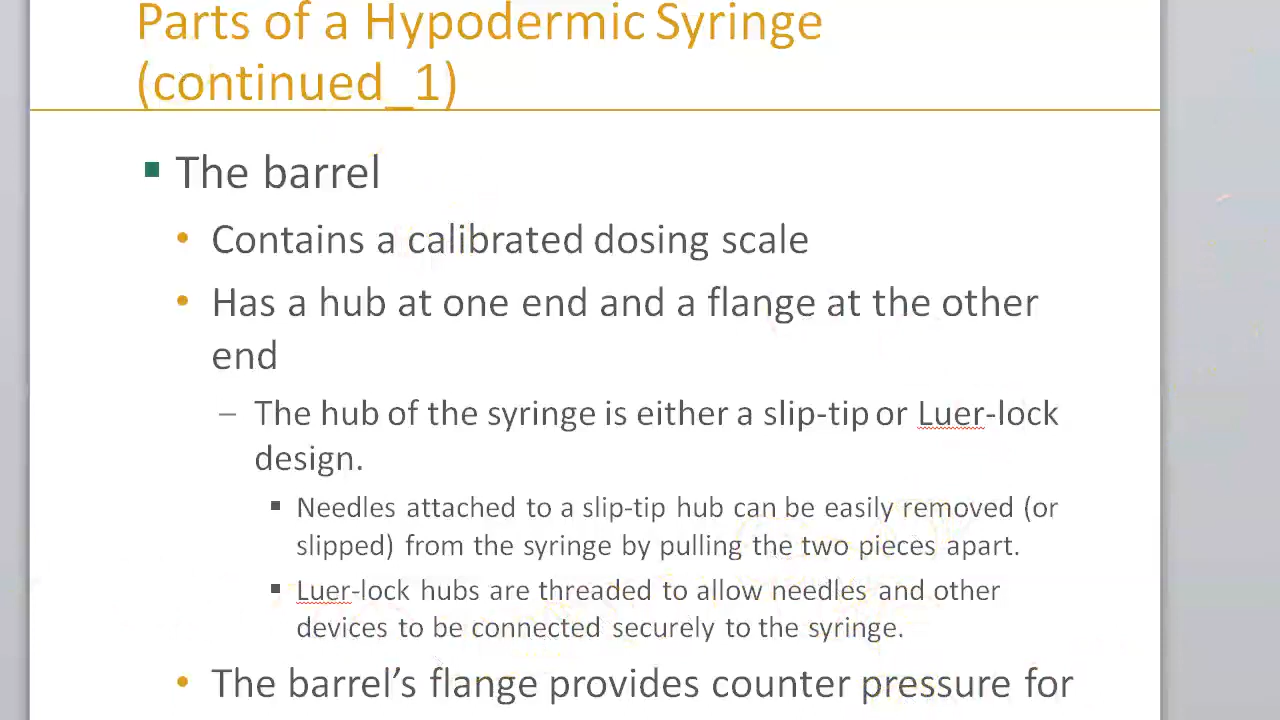 Parts of a Hypodermic Syringe
(continued_1)
The barrel
Contains a calibrated dosing scale
Has a hub at one end and a flange at the other
end
The hub of the syringe is either a slip-tip or Luer-lock
design.
Needles attached to a slip-tip hub can be easily removed (or
slipped) from the syringe by pulling the two pieces apart.
Luer-lock hubs are threaded to allow needles and other
devices to be connected securely to the syringe.
The barrel’s flange provides counter pressure for